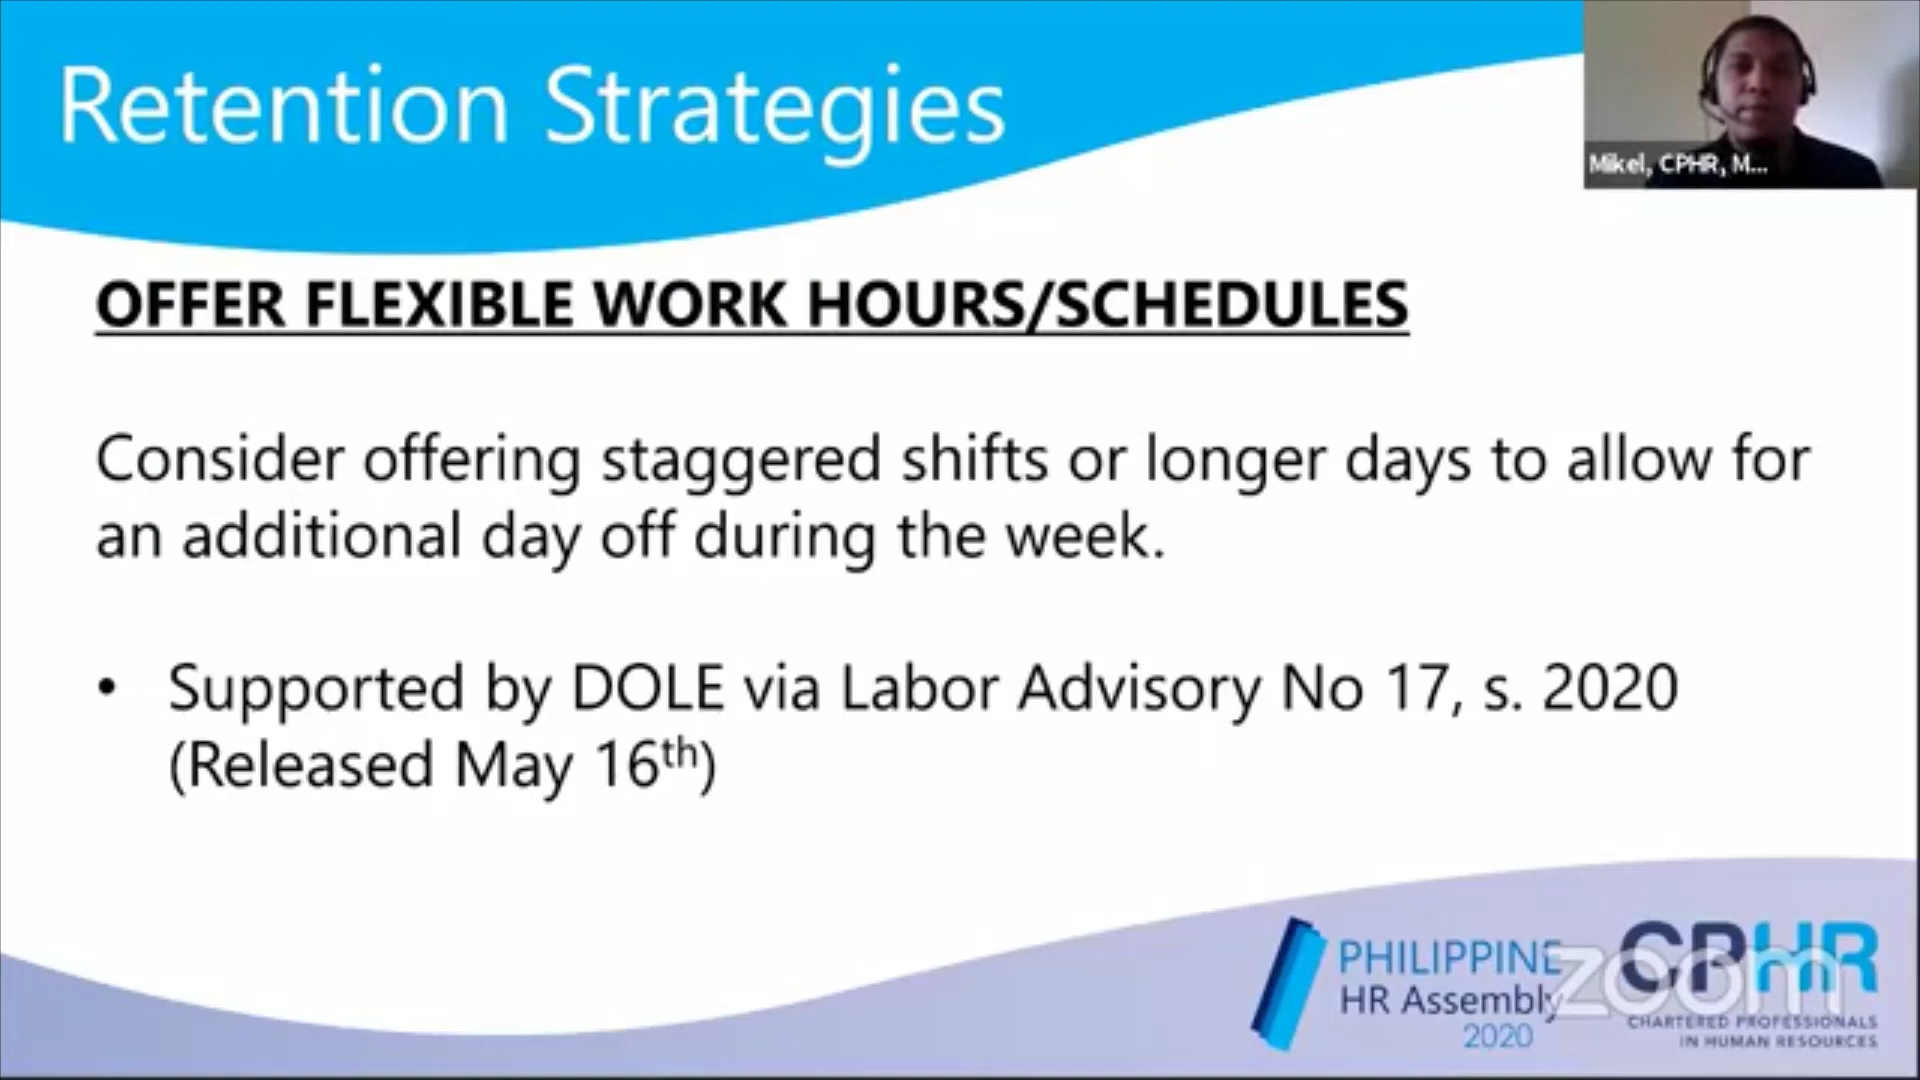 Retention Strategies
Mikel, CPHR, M...
OFFER FLEXIBLE WORK HOURS/SCHEDULES
Consider offering staggered shifts or longer days to allow for
an additional day off during the week.
• Supported by DOLE via Labor Advisory No 17, s. 2020
(Released May 16th)
PHILIPPINE
HR Assembly
2020
zoom
CPHR
CHARTERED PROFESSIONALS
IN HUMAN RESOURCES